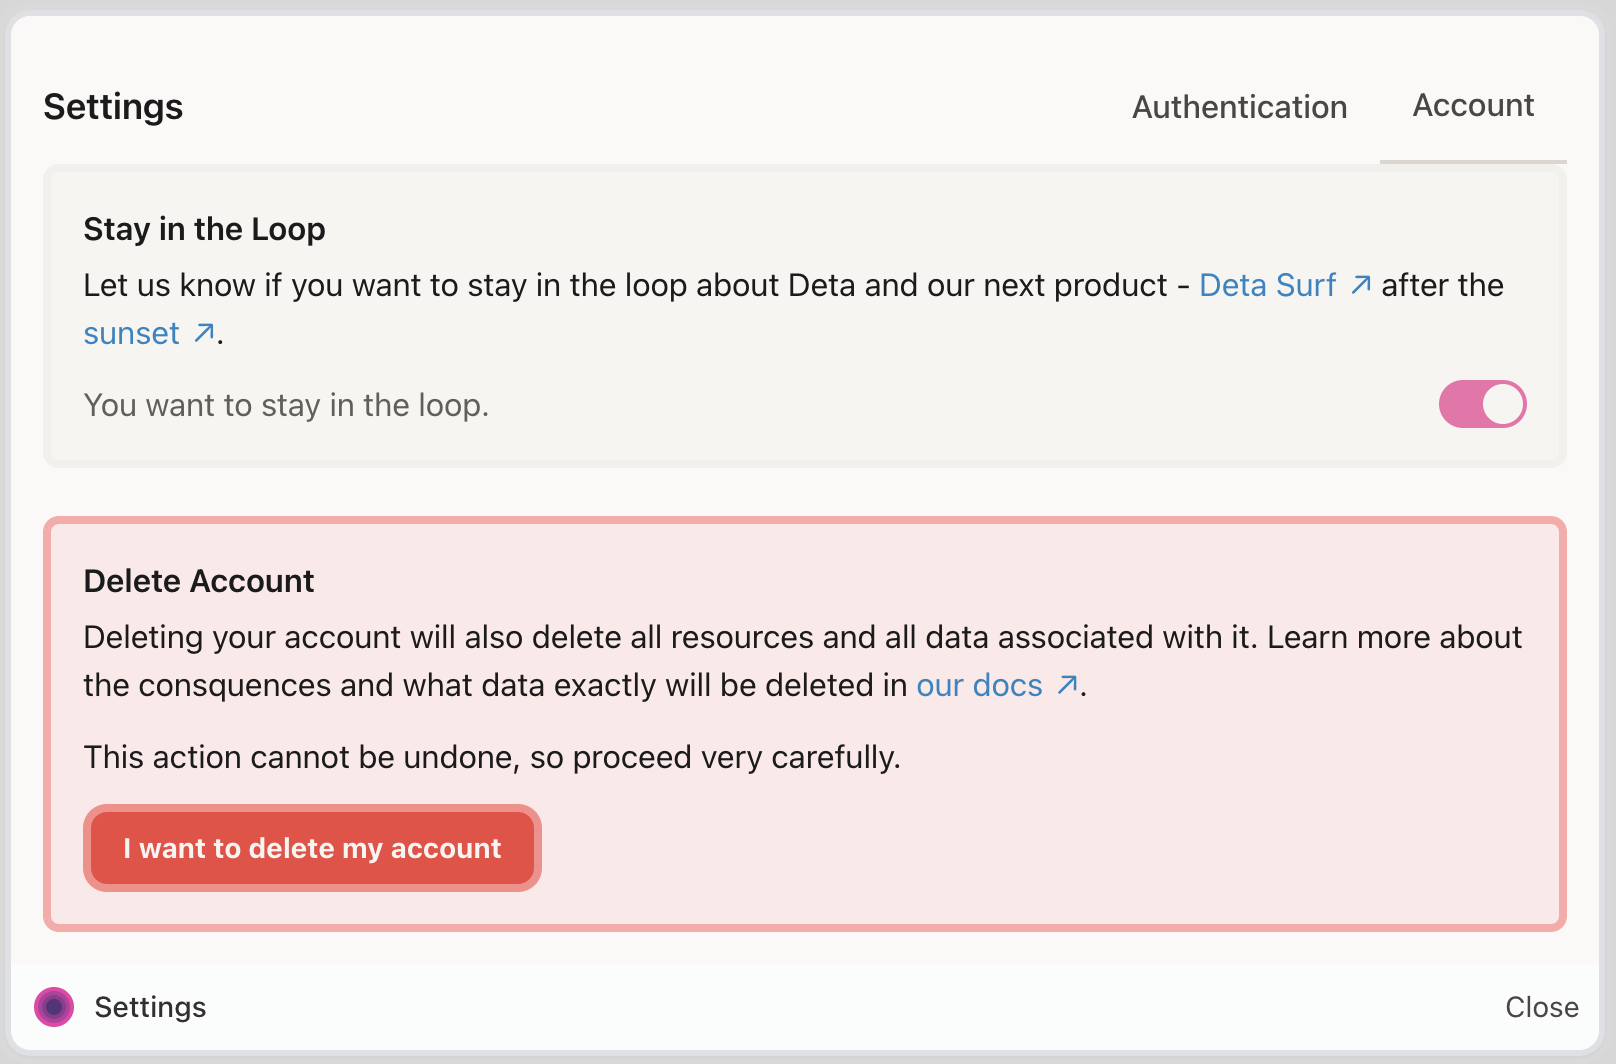 Settings
Authentication
Account
Stay in the Loop
Let us know if you want to stay in the loop about Deta and our next product - Deta Surf ↗ after the
sunset ↗.
You want to stay in the loop.
Delete Account
Deleting your account will also delete all resources and all data associated with it. Learn more about
the consquences and what data exactly will be deleted in our docs ↗.
This action cannot be undone, so proceed very carefully.
I want to delete my account
Settings
Close